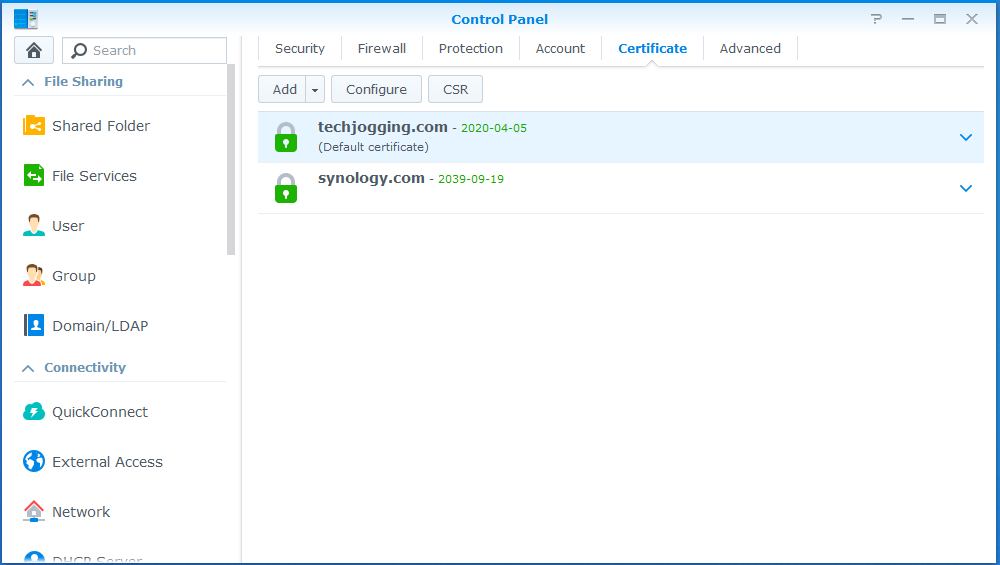 Control Panel
Search
File Sharing
Shared Folder
File Services
User
Group
Domain/LDAP
Connectivity
QuickConnect
External Access
Network
DHCP Server
Security Firewall Protection Account Certificate Advanced
Add Configure CSR
techjogging.com - 2020-04-05
(Default certificate)
synology.com - 2039-09-19